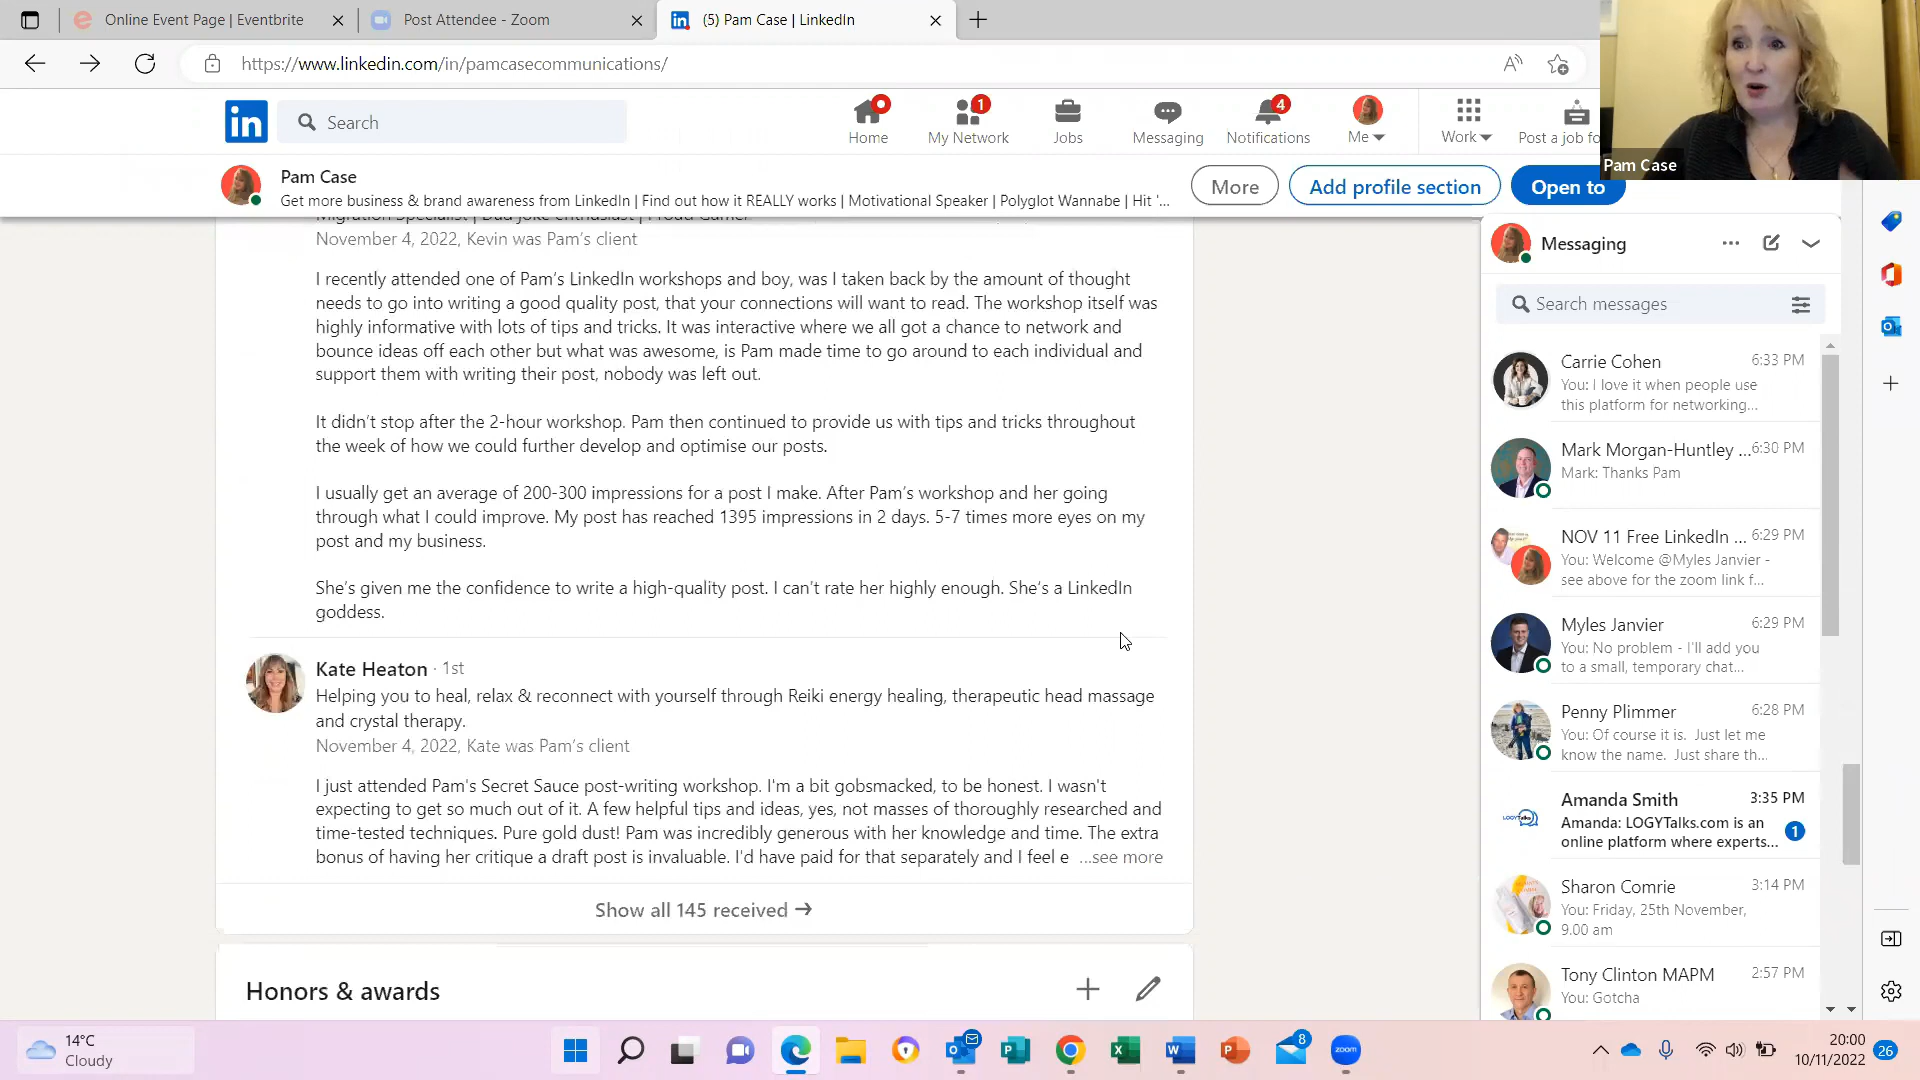 Online Event Page | Eventbrite
Post Attendee - Zoom
(5) Pam Case | LinkedIn
https://www.linkedin.com/in/pamcasecommunications/
in
Search
Home
1
My Network
Jobs
Messaging
4
Notifications
Me
Work
Post a job fo
Pam Case
Pam Case
Get more business & brand awareness from LinkedIn | Find out how it REALLY works | Motivational Speaker | Polyglot Wannabe | Hit '...
More
Add profile section
Open to
Migration Specialist | Dad joke enthusiast | Proud Gamer
November 4, 2022, Kevin was Pam's client
I recently attended one of Pam's LinkedIn workshops and boy, was I taken back by the amount of thought
needs to go into writing a good quality post, that your connections will want to read. The workshop itself was
highly informative with lots of tips and tricks. It was interactive where we all got a chance to network and
bounce ideas off each other but what was awesome, is Pam made time to go around to each individual and
support them with writing their post, nobody was left out.
It didn't stop after the 2-hour workshop. Pam then continued to provide us with tips and tricks throughout
the week of how we could further develop and optimise our posts.
I usually get an average of 200-300 impressions for a post I make. After Pam's workshop and her going
through what I could improve. My post has reached 1395 impressions in 2 days. 5-7 times more eyes on my
post and my business.
She's given me the confidence to write a high-quality post. I can't rate her highly enough. She's a LinkedIn
goddess.
Kate Heaton · 1st
Helping you to heal, relax & reconnect with yourself through Reiki energy healing, therapeutic head massage
and crystal therapy.
November 4, 2022, Kate was Pam's client
I just attended Pam's Secret Sauce post-writing workshop. I'm a bit gobsmacked, to be honest. I wasn't
expecting to get so much out of it. A few helpful tips and ideas, yes, not masses of thoroughly researched and
time-tested techniques. Pure gold dust! Pam was incredibly generous with her knowledge and time. The extra
bonus of having her critique a draft post is invaluable. I'd have paid for that separately and I feel e ...see more
Show all 145 received →
Honors & awards
Messaging
Search messages
Carrie Cohen 6:33 PM
You: I love it when people use
this platform for networking...
Mark Morgan-Huntley ... 6:30 PM
Mark: Thanks Pam
NOV 11 Free LinkedIn ... 6:29 PM
You: Welcome @Myles Janvier -
see above for the zoom link f...
Myles Janvier 6:29 PM
You: No problem - I'll add you
to a small, temporary chat...
Penny Plimmer 6:28 PM
You: Of course it is. Just let me
know the name. Just share th...
LOGYTalks
Amanda Smith 3:35 PM
Amanda: LOGYTalks.com is an
online platform where experts...
1
Sharon Comrie 3:14 PM
You: Friday, 25th November,
9.00 am
Tony Clinton MAPM 2:57 PM
You: Gotcha
14°C
Cloudy
8
zoom
20:00
10/11/2022
26